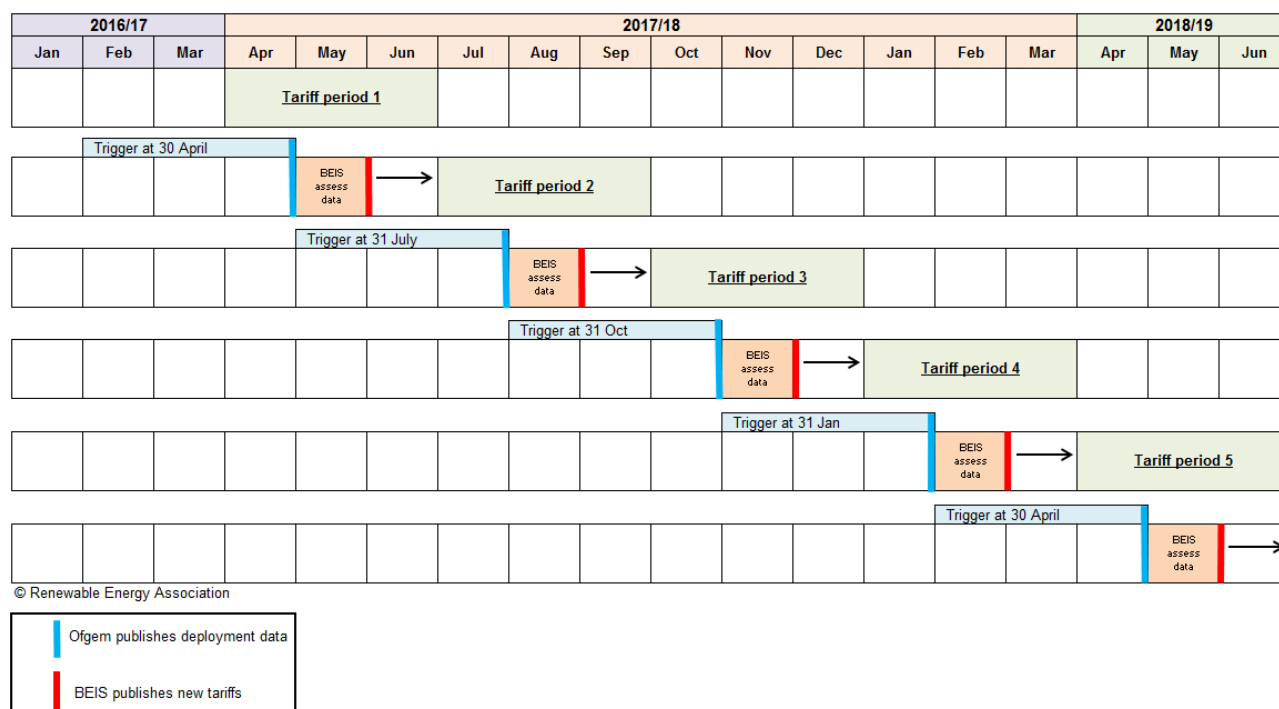 2016/17 2017/18 2018/19
Jan Feb Mar Apr May Jun Jul Aug Sep Oct Nov Dec Jan Feb Mar Apr May Jun
Tariff period 1
Trigger at 30 April
BEIS
assess
data
Tariff period 2
Trigger at 31 July
BEIS
assess
data
Tariff period 3
Trigger at 31 Oct
BEIS
assess
data
Tariff period 4
Trigger at 31 Jan
BEIS
assess
data
Tariff period 5
Trigger at 30 April
BEIS
assess
data
© Renewable Energy Association
Ofgem publishes deployment data
BEIS publishes new tariffs